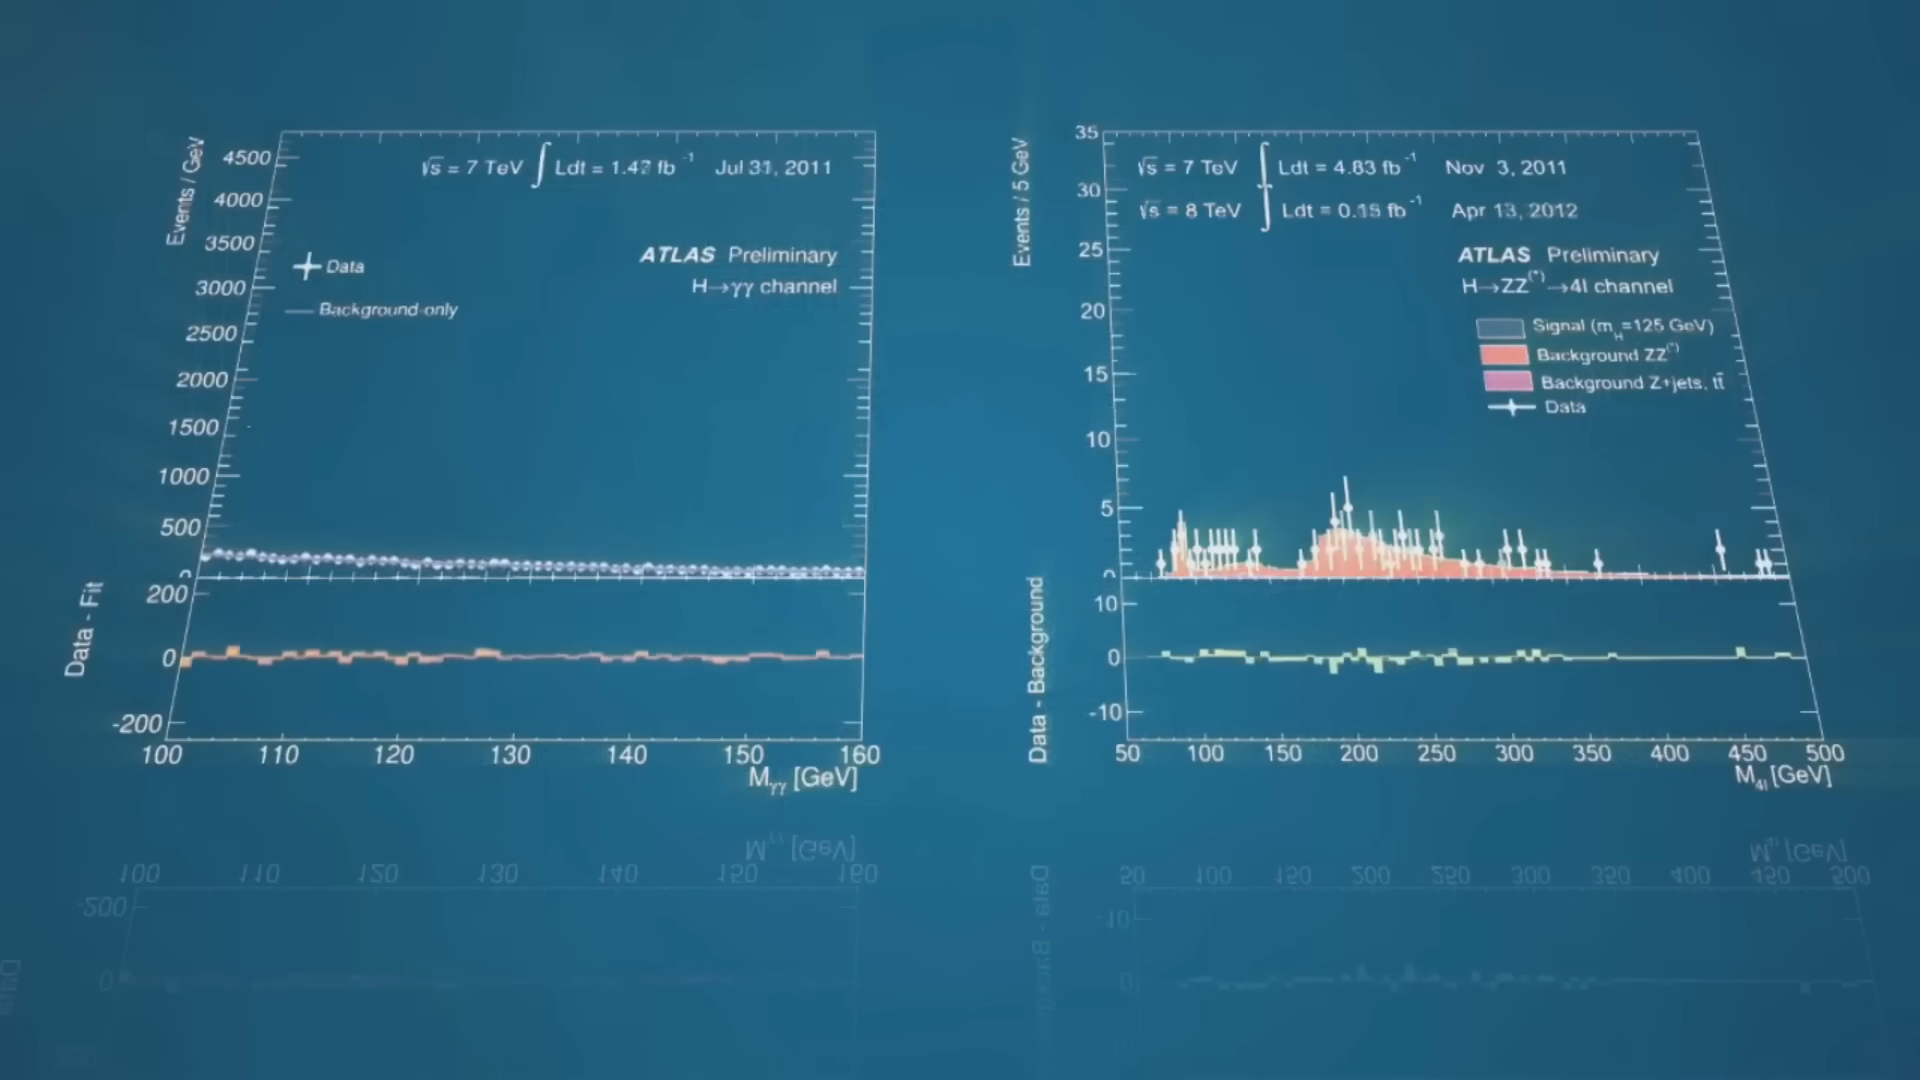 Events / GeV
4500
4000
3500
3000
2500
2000
1500
1000
500
0
√s = 7 TeV ∫ Ldt = 1.47 fb⁻¹ Jul 31, 2011
ATLAS Preliminary
H→γγ channel
Data
Background-only
Data - Fit
200
0
-200
100 110 120 130 140 150 160
Mγγ [GeV]
Events / 5 GeV
35
30
25
20
15
10
5
0
√s = 7 TeV ∫ Ldt = 4.83 fb⁻¹ Nov 3, 2011
√s = 8 TeV ∫ Ldt = 0.15 fb⁻¹ Apr 13, 2012
ATLAS Preliminary
H→ZZ(*)→4l channel
Signal (mH=125 GeV)
Background ZZ(*)
Background Z+jets, tt̄
Data
Data - Background
10
0
-10
50 100 150 200 250 300 350 400 450 500
M4l [GeV]